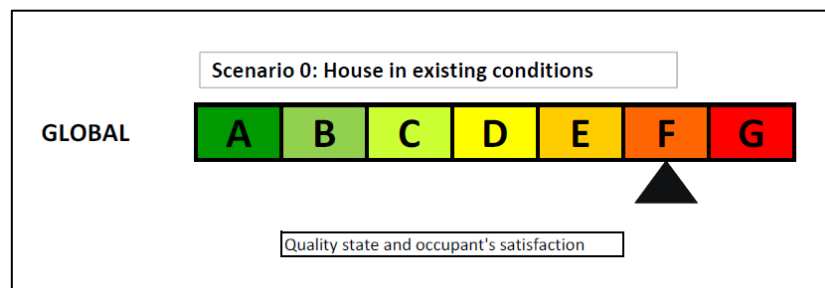 Scenario 0: House in existing conditions
GLOBAL
A B C D E F G
Quality state and occupant's satisfaction